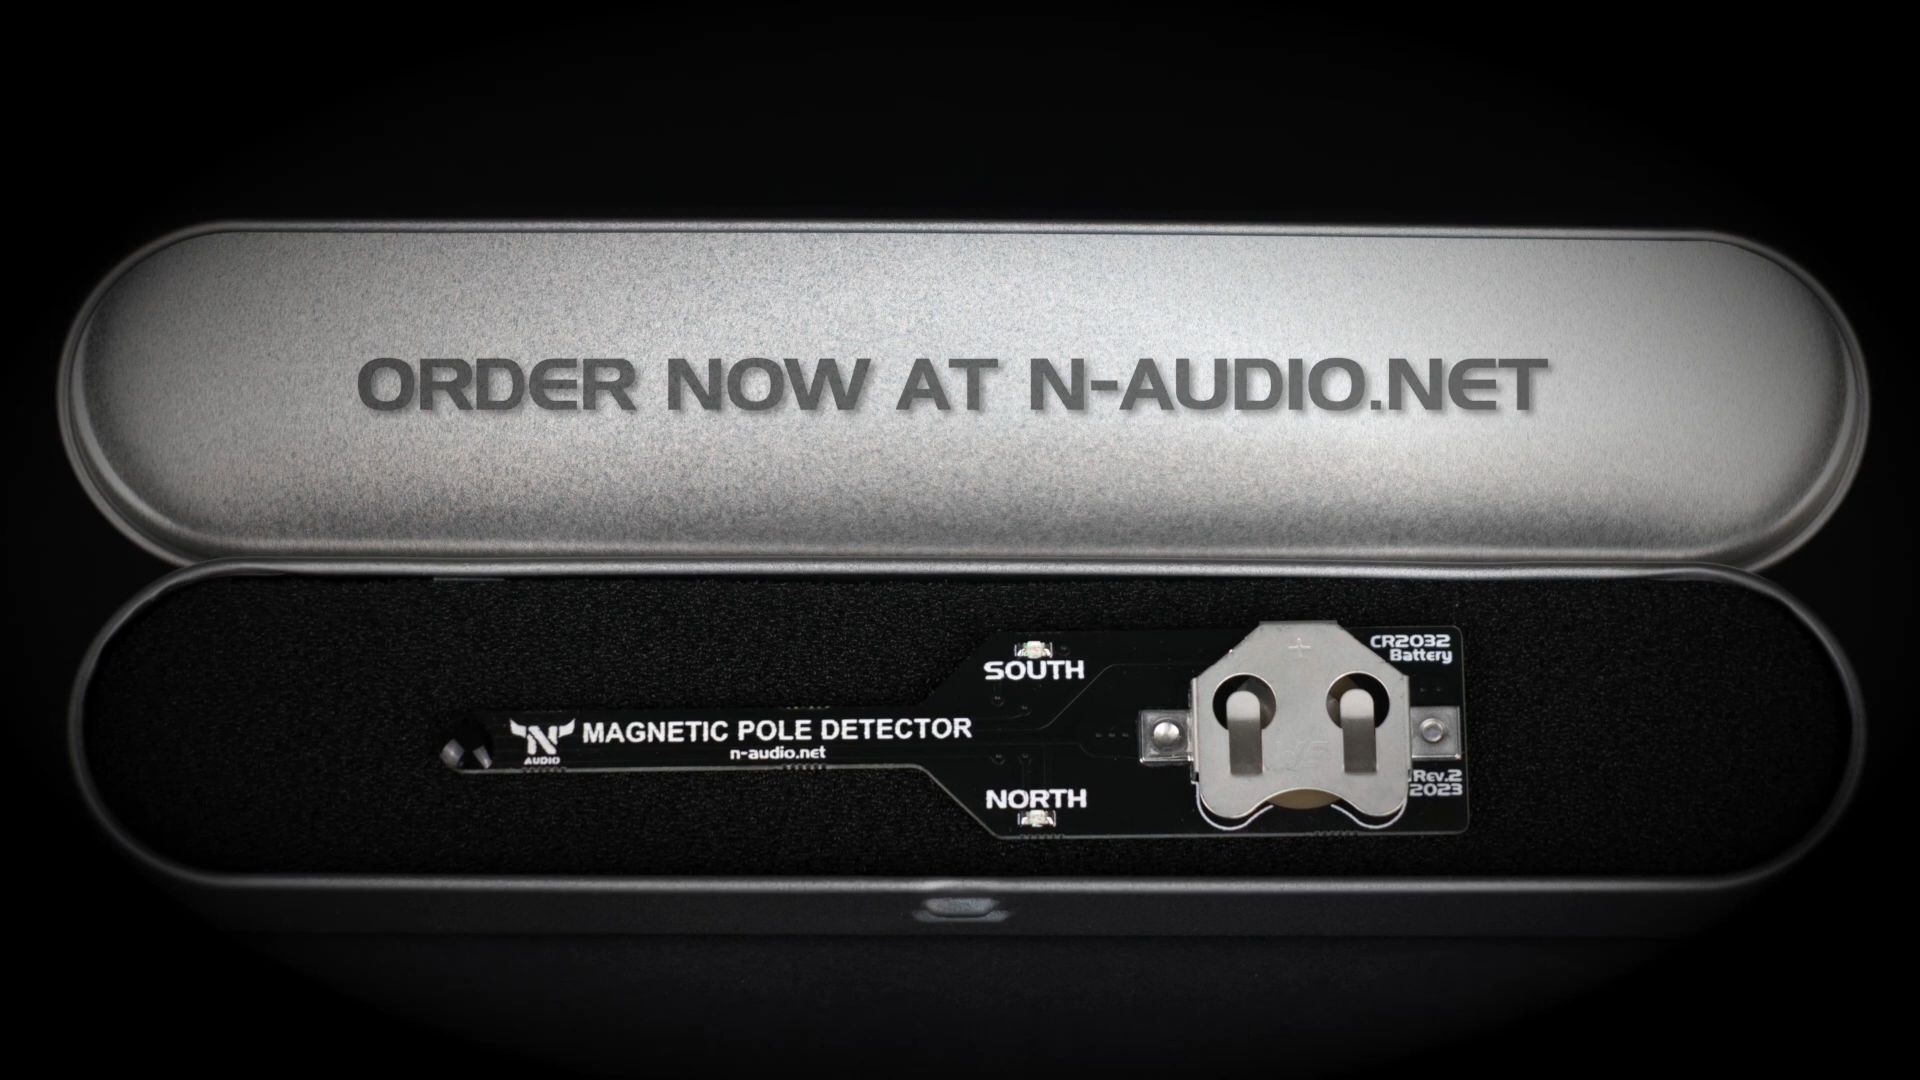 ORDER NOW AT N-AUDIO.NET
CR2032
Battery
SOUTH
N
AUDIO
MAGNETIC POLE DETECTOR
n-audio.net
NORTH
Rev.2
2023
+